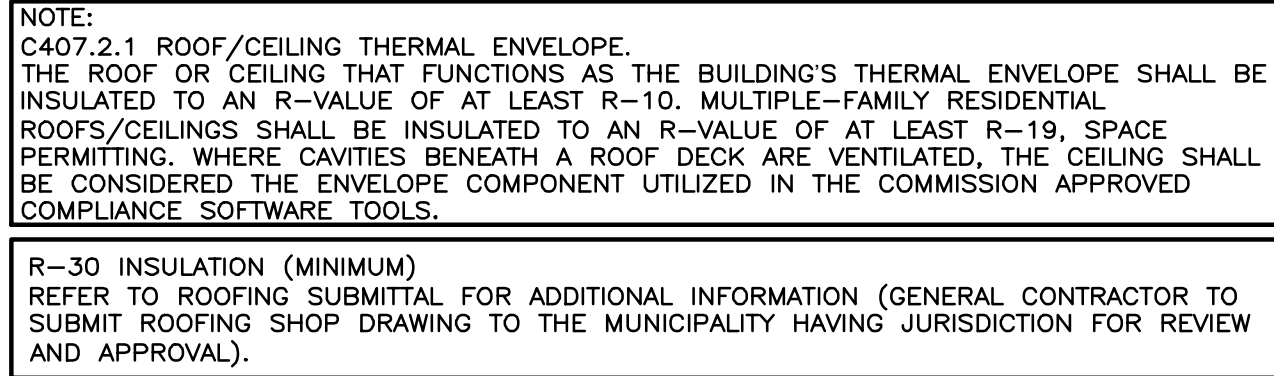 NOTE:
C407.2.1 ROOF/CEILING THERMAL ENVELOPE.
THE ROOF OR CEILING THAT FUNCTIONS AS THE BUILDING'S THERMAL ENVELOPE SHALL BE
INSULATED TO AN R-VALUE OF AT LEAST R-10. MULTIPLE-FAMILY RESIDENTIAL
ROOFS/CEILINGS SHALL BE INSULATED TO AN R-VALUE OF AT LEAST R-19, SPACE
PERMITTING. WHERE CAVITIES BENEATH A ROOF DECK ARE VENTILATED, THE CEILING SHALL
BE CONSIDERED THE ENVELOPE COMPONENT UTILIZED IN THE COMMISSION APPROVED
COMPLIANCE SOFTWARE TOOLS.
R-30 INSULATION (MINIMUM)
REFER TO ROOFING SUBMITTAL FOR ADDITIONAL INFORMATION (GENERAL CONTRACTOR TO
SUBMIT ROOFING SHOP DRAWING TO THE MUNICIPALITY HAVING JURISDICTION FOR REVIEW
AND APPROVAL).